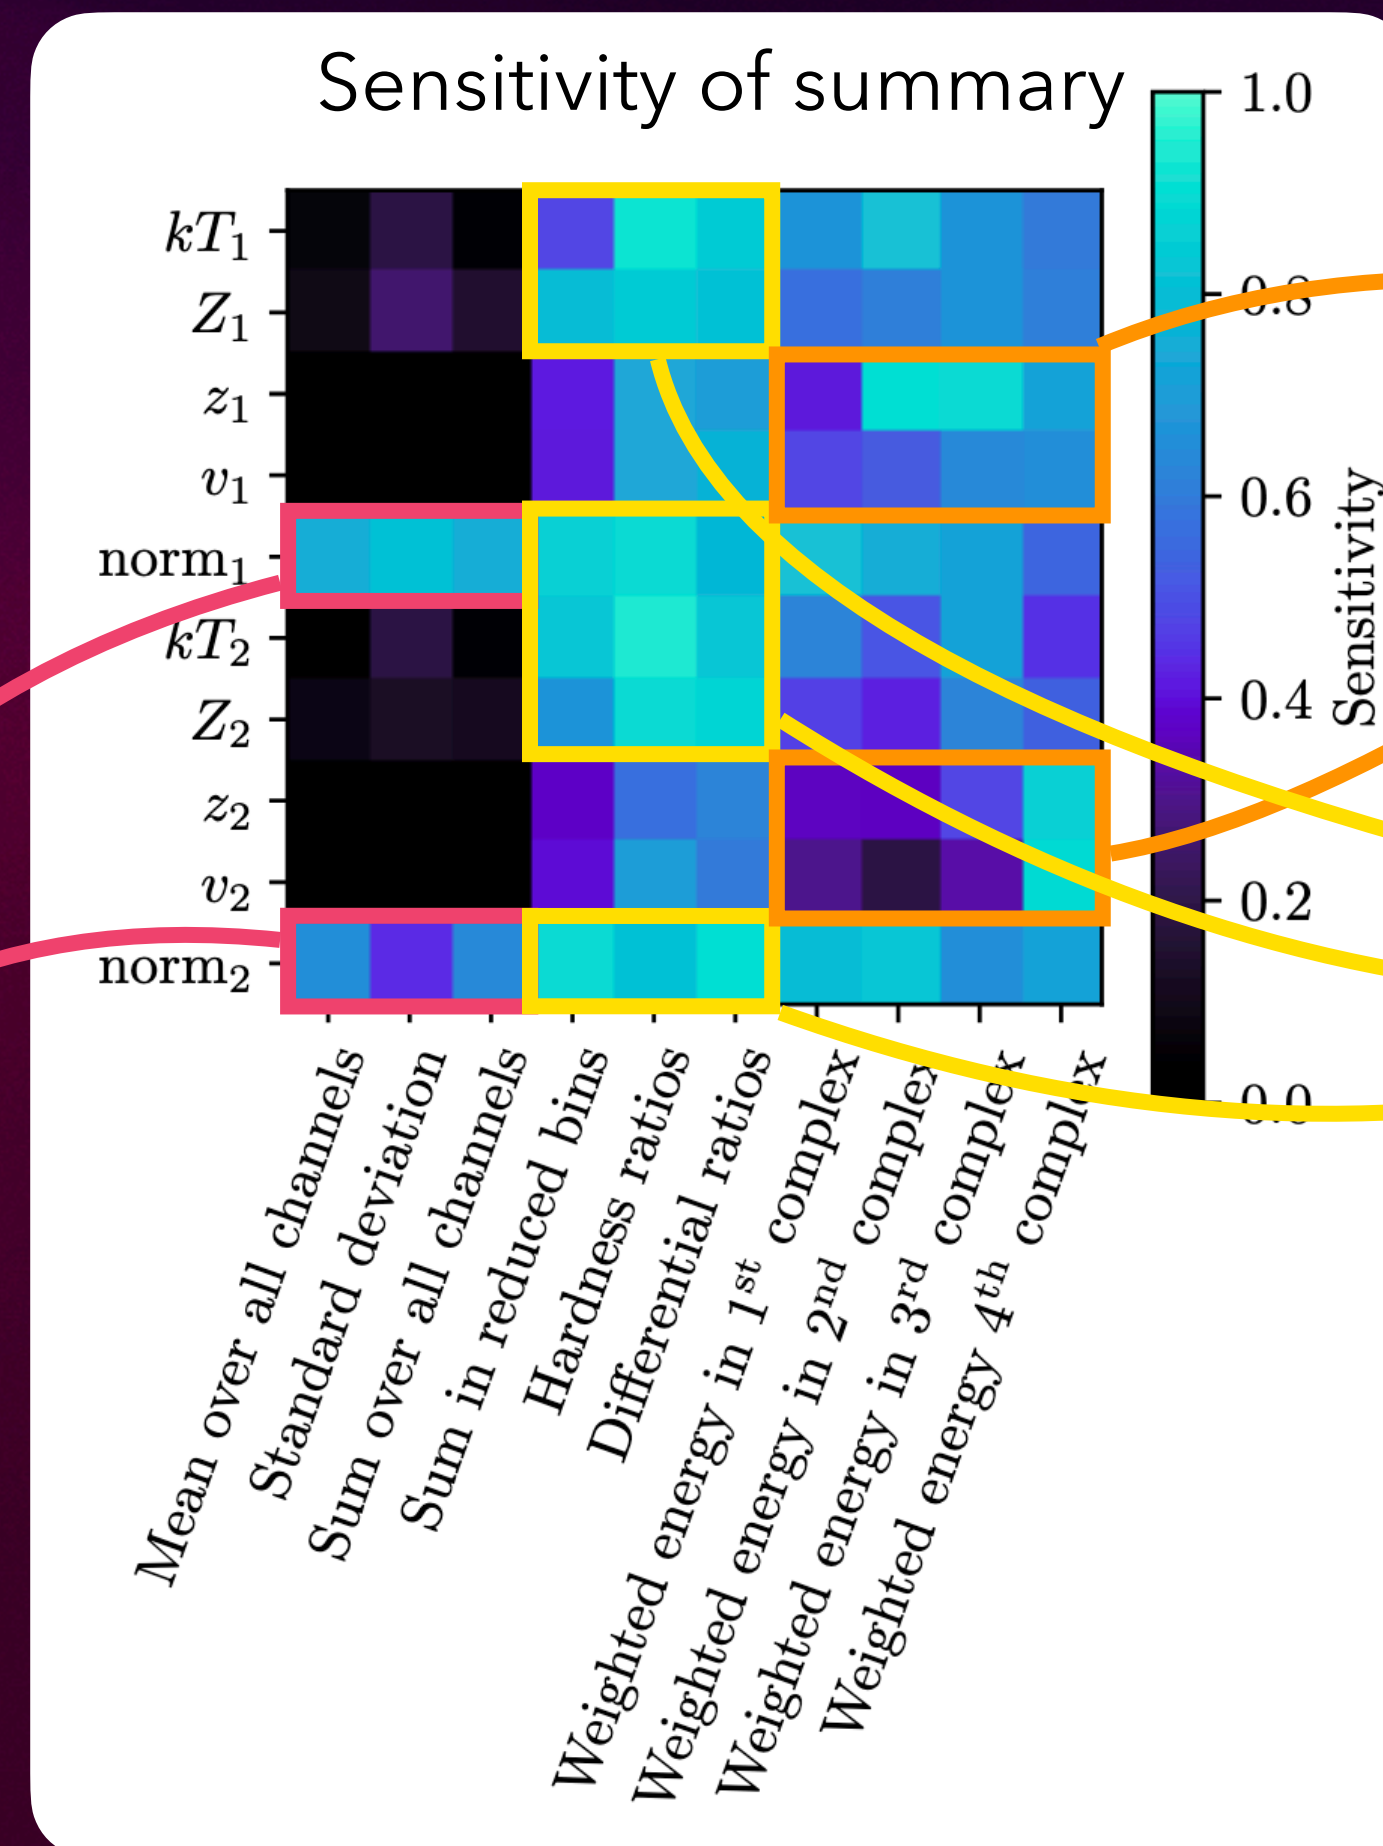 Sensitivity of summary
kT₁
Z₁
z₁
v₁
norm₁
kT₂
Z₂
z₂
v₂
norm₂
1.0
0.8
0.6
0.4
0.2
0.0
Sensitivity
Mean over all channels
Standard deviation
Sum over all channels
Sum in reduced bins
Hardness ratios
Differential ratios
Weighted energy in 1ˢᵗ complex
Weighted energy in 2ⁿᵈ complex
Weighted energy in 3ʳᵈ complex
Weighted energy 4ᵗʰ complex